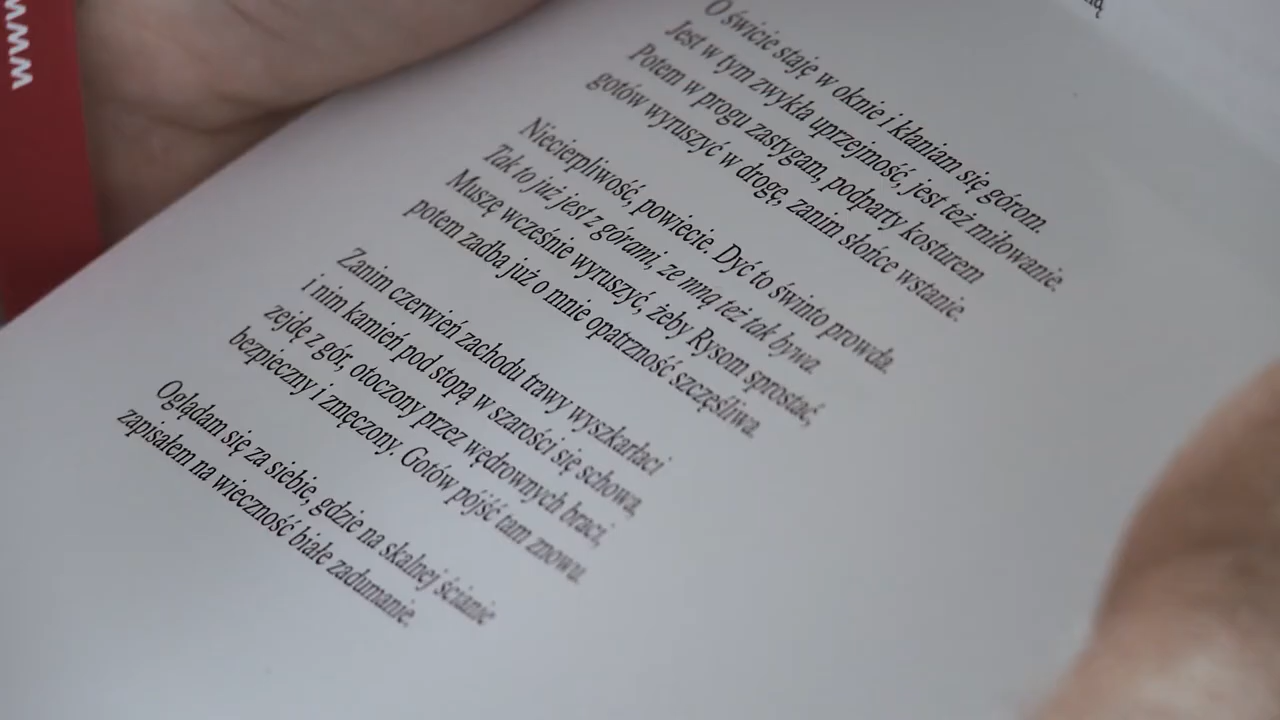 www
O świcie staję w oknie i kłaniam się górom.
Jest w tym zwykła uprzejmość, jest też miłowanie.
Potem w progu zastygam, podparty kosturem
gotów wyruszyć w drogę, zanim słońce wstanie.
Niecierpliwość, powiecie. Dyć to świnto prowda.
Tak to już jest z górami, ze mną też tak bywa.
Muszę wcześnie wyruszyć, żeby Rysom sprostać,
potem zadba już o mnie opatrzność szczęśliwa.
Zanim czerwień zachodu trawy wyszkarłaci
i nim kamień pod stopą w szarości się schowa,
zejdę z gór, otoczony przez wędrownych braci,
bezpieczny i zmęczony. Gotów pójść tam znowu.
Oglądam się za siebie, gdzie na skalnej ścianie
zapisałem na wieczność białe zadumanie.